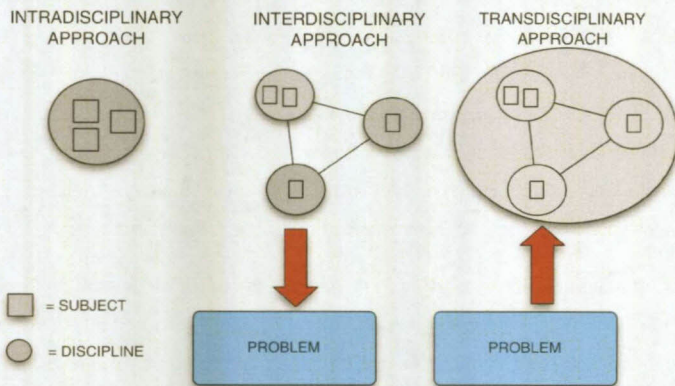 INTRADISCIPLINARY
APPROACH
INTERDISCIPLINARY
APPROACH
TRANSDISCIPLINARY
APPROACH
= SUBJECT
= DISCIPLINE
PROBLEM
PROBLEM